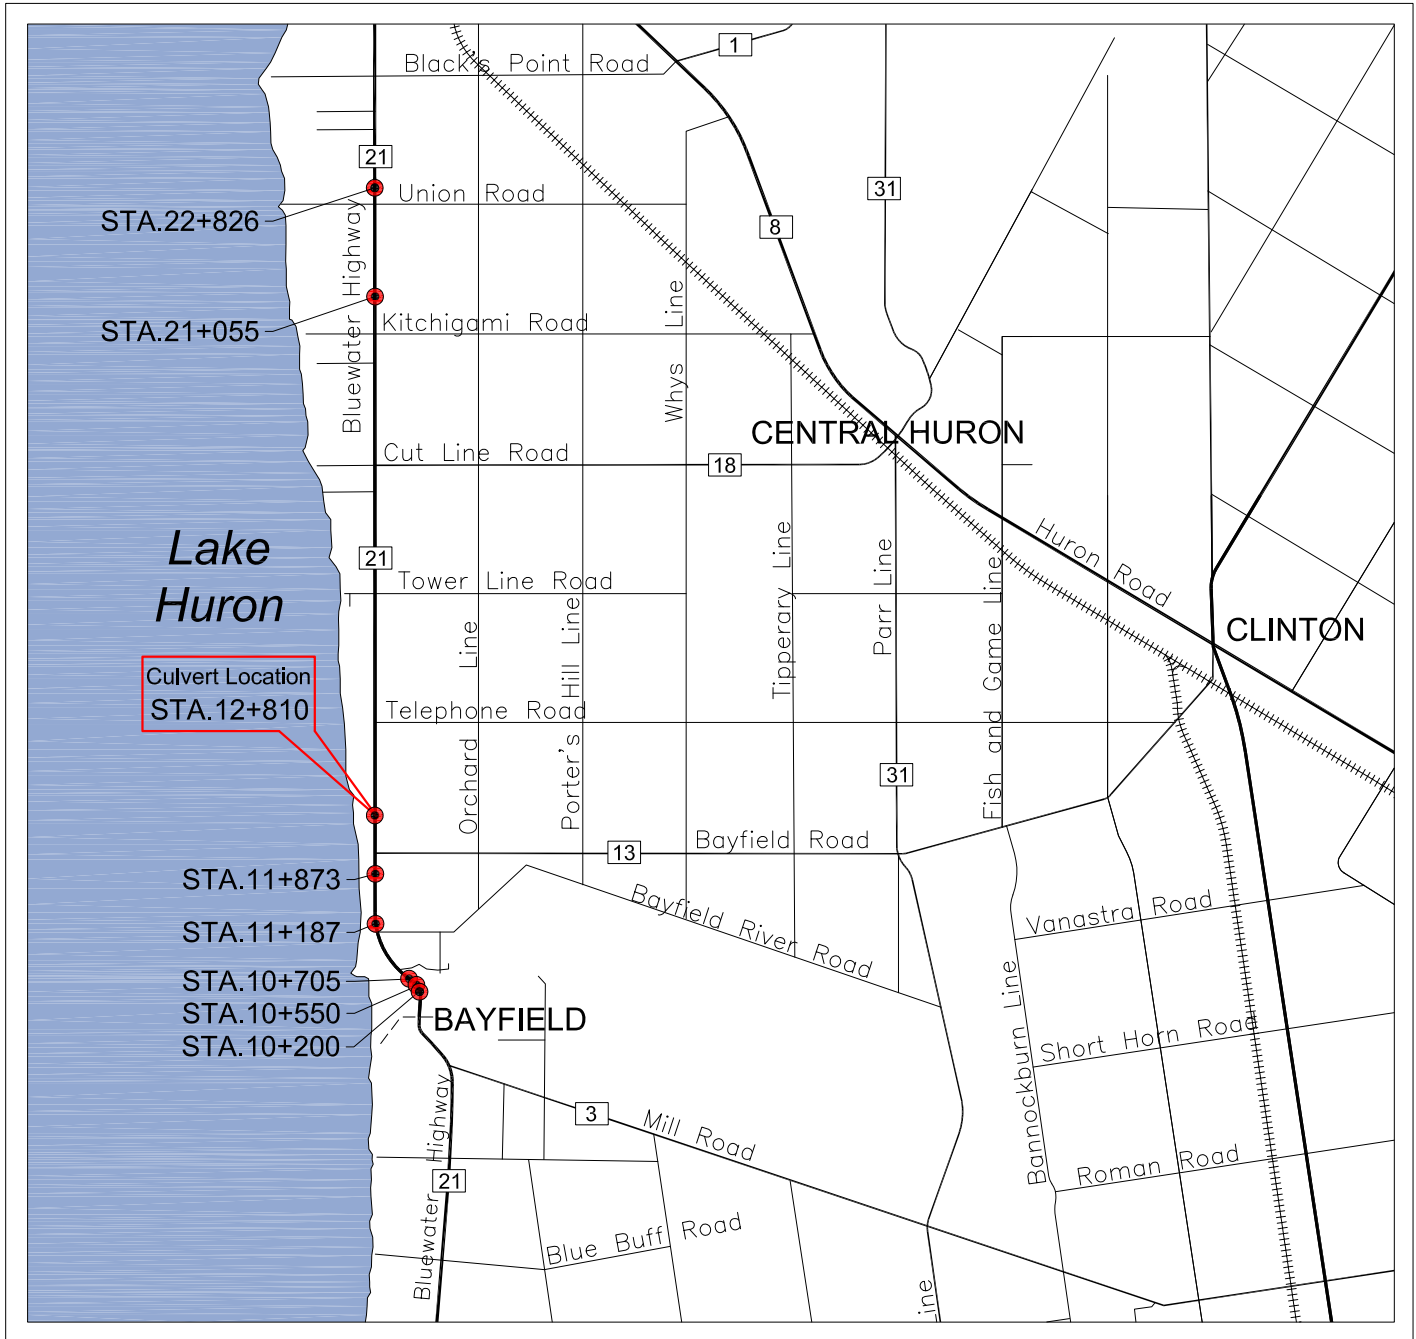 1
Black's Point Road
21
31
Union Road
STA.22+826
8
Bluewater Highway
STA.21+055
Kitchigami Road
Whys Line
CENTRAL HURON
Cut Line Road
18
Lake
Huron
21
Huron Road
Tower Line Road
Tipperary Line
Parr Line
Fish and Game Line
Orchard Line
Porter's Hill Line
CLINTON
Culvert Location
STA.12+810
Telephone Road
31
Bayfield Road
13
STA.11+873
Bayfield River Road
Vanastra Road
STA.11+187
STA.10+705
STA.10+550
STA.10+200
BAYFIELD
Bannockburn Line
Short Horn Road
3
Mill Road
Roman Road
21
Bluewater Highway
Blue Buff Road
ine